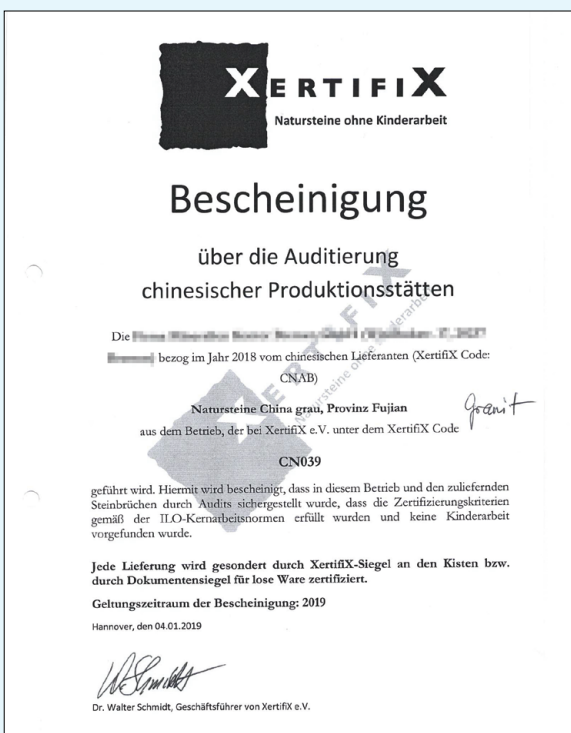 XERTIFIX
Natursteine ohne Kinderarbeit
Bescheinigung
über die Auditierung
chinesischer Produktionsstätten
Die
bezog im Jahr 2018 vom chinesischen Lieferanten (XertifiX Code:
CNAB)
Natursteine China grau, Provinz Fujian
Granit
aus dem Betrieb, der bei XertifiX e.V. unter dem XertifiX Code
CN039
geführt wird. Hiermit wird bescheinigt, dass in diesem Betrieb und den zuliefernden
Steinbrüchen durch Audits sichergestellt wurde, dass die Zertifizierungskriterien
gemäß der ILO-Kernarbeitsnormen erfüllt wurden und keine Kinderarbeit
vorgefunden wurde.
Jede Lieferung wird gesondert durch XertifiX-Siegel an den Kisten bzw.
durch Dokumentensiegel für lose Ware zertifiziert.
Geltungszeitraum der Bescheinigung: 2019
Hannover, den 04.01.2019
W. Schmidt
Dr. Walter Schmidt, Geschäftsführer von XertifiX e.V.
XERTIFIX
Natursteine ohne Kinderarbeit